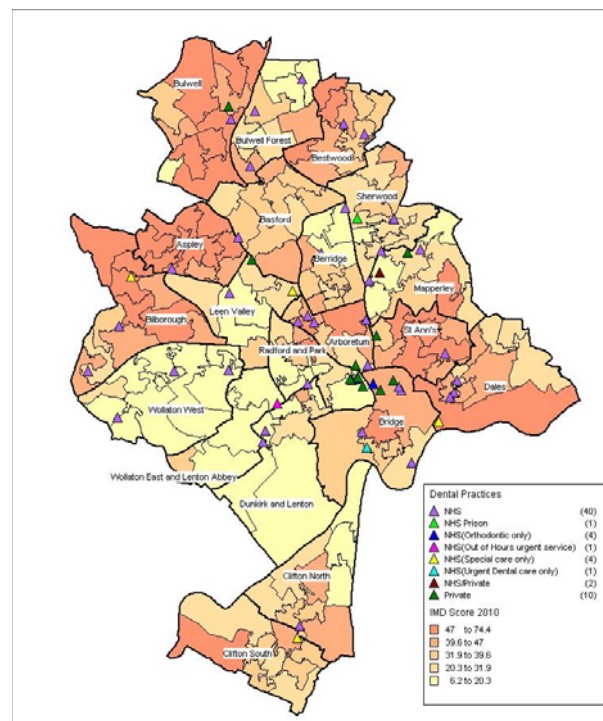 Bulwell
Bulwell Forest
Bestwood
Sherwood
Basford
Aspley
Berridge
Mapperley
Bilborough
Leen Valley
St Ann's
Arboretum
Radford and Park
Dales
Wollaton West
Bridge
Wollaton East and Lenton Abbey
Dunkirk and Lenton
Clifton North
Clifton South
Dental Practices
NHS (40)
NHS Prison (1)
NHS(Orthodontic only) (4)
NHS(Out of Hours urgent service) (1)
NHS(Special care only) (4)
NHS(Urgent Dental care only) (1)
NHS/Private (2)
Private (10)
IMD Score 2010
47 to 74.4
39.6 to 47
31.9 to 39.6
20.3 to 31.9
6.2 to 20.3